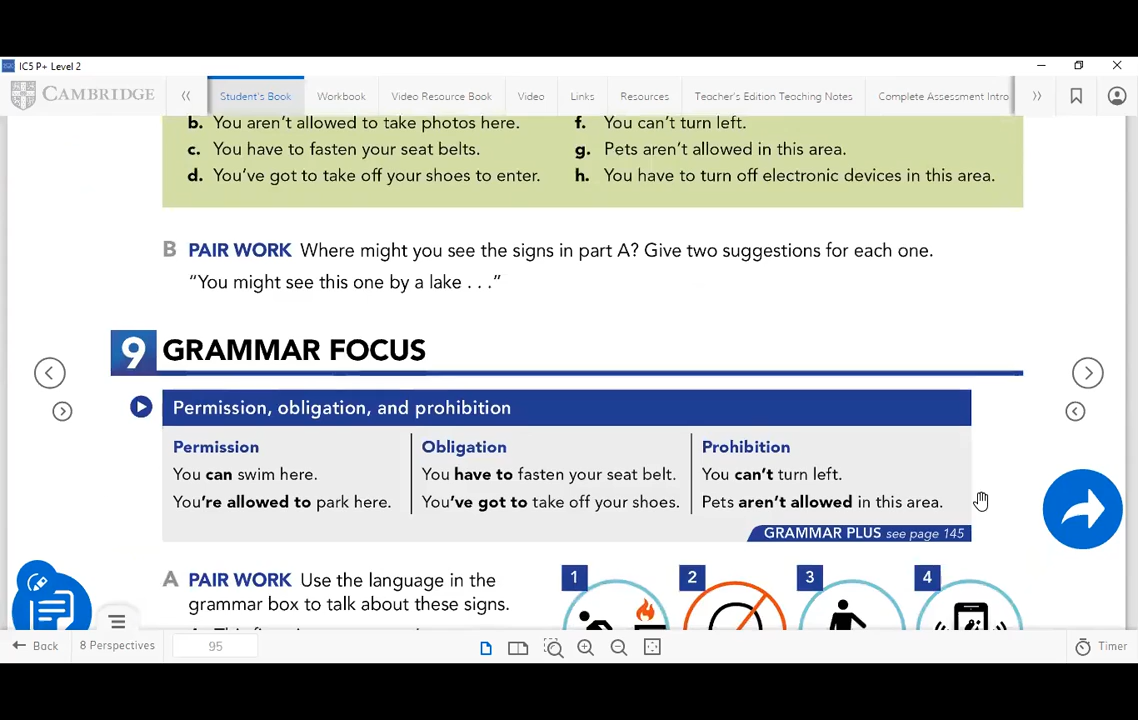 IC5 P+ Level 2
CAMBRIDGE
Student's Book
Workbook
Video Resource Book
Video
Links
Resources
Teacher's Edition Teaching Notes
Complete Assessment Intro
b. You aren't allowed to take photos here.
c. You have to fasten your seat belts.
d. You've got to take off your shoes to enter.
f. You can't turn left.
g. Pets aren't allowed in this area.
h. You have to turn off electronic devices in this area.
B PAIR WORK Where might you see the signs in part A? Give two suggestions for each one.
"You might see this one by a lake . . ."
9 GRAMMAR FOCUS
Permission, obligation, and prohibition
Permission
You can swim here.
You're allowed to park here.
Obligation
You have to fasten your seat belt.
You've got to take off your shoes.
Prohibition
You can't turn left.
Pets aren't allowed in this area.
GRAMMAR PLUS see page 145
A PAIR WORK Use the language in the
grammar box to talk about these signs.
1
2
3
4
Back
8 Perspectives
95
Timer